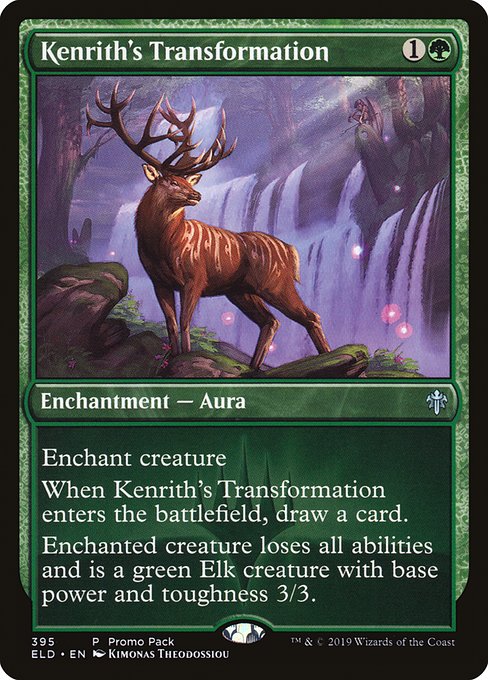 Kenrith's Transformation 1
Enchantment — Aura
Enchant creature
When Kenrith's Transformation
enters the battlefield, draw a card.
Enchanted creature loses all abilities
and is a green Elk creature with base
power and toughness 3/3.
395 P Promo Pack
ELD • EN Kimonas Theodossiou
™ & © 2019 Wizards of the Coast